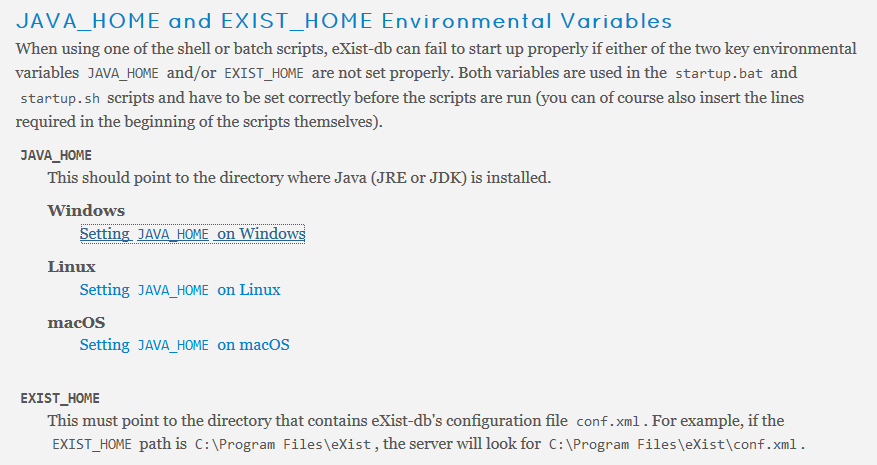 JAVA_HOME and EXIST_HOME Environmental Variables
When using one of the shell or batch scripts, eXist-db can fail to start up properly if either of the two key environmental
variables JAVA_HOME and/or EXIST_HOME are not set properly. Both variables are used in the startup.bat and
startup.sh scripts and have to be set correctly before the scripts are run (you can of course also insert the lines
required in the beginning of the scripts themselves).
JAVA_HOME
This should point to the directory where Java (JRE or JDK) is installed.
Windows
Setting JAVA_HOME on Windows
Linux
Setting JAVA_HOME on Linux
macOS
Setting JAVA_HOME on macOS
EXIST_HOME
This must point to the directory that contains eXist-db's configuration file conf.xml. For example, if the
EXIST_HOME path is C:\Program Files\eXist, the server will look for C:\Program Files\eXist\conf.xml.